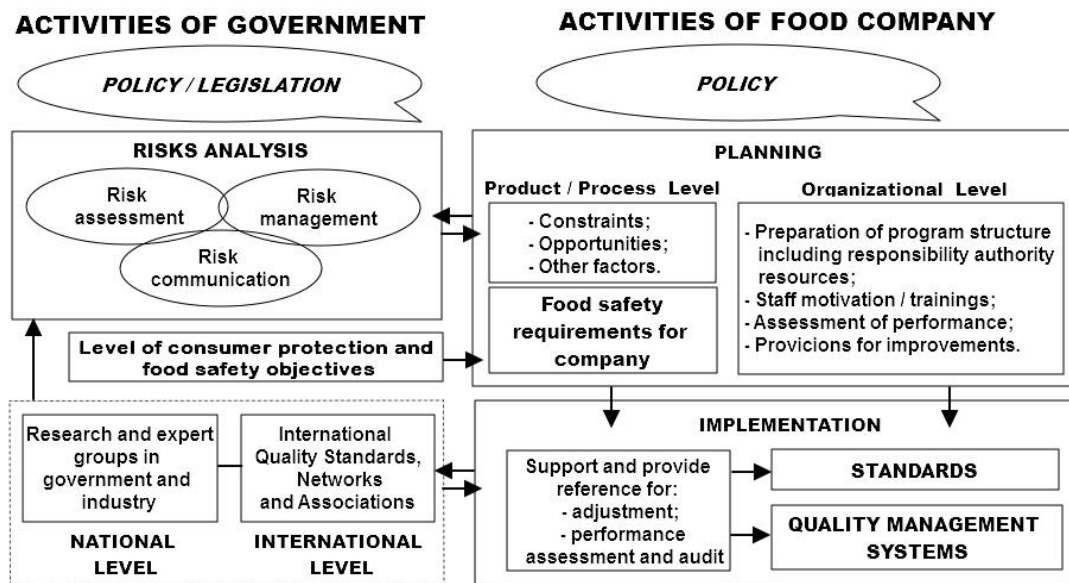 ACTIVITIES OF GOVERNMENT
POLICY / LEGISLATION
RISKS ANALYSIS
Risk
assessment
Risk
management
Risk
communication
Level of consumer protection and
food safety objectives
Research and expert
groups in
government and
industry
NATIONAL
LEVEL
International
Quality Standards,
Networks
and Associations
INTERNATIONAL
LEVEL
ACTIVITIES OF FOOD COMPANY
POLICY
PLANNING
Product / Process Level
- Constraints;
- Opportunities;
- Other factors.
Food safety
requirements for
company
Organizational Level
- Preparation of program structure
including responsibility authority
resources;
- Staff motivation / trainings;
- Assessment of performance;
- Provicions for improvements.
IMPLEMENTATION
Support and provide
reference for:
- adjustment;
- performance
assessment and audit
STANDARDS
QUALITY MANAGEMENT
SYSTEMS